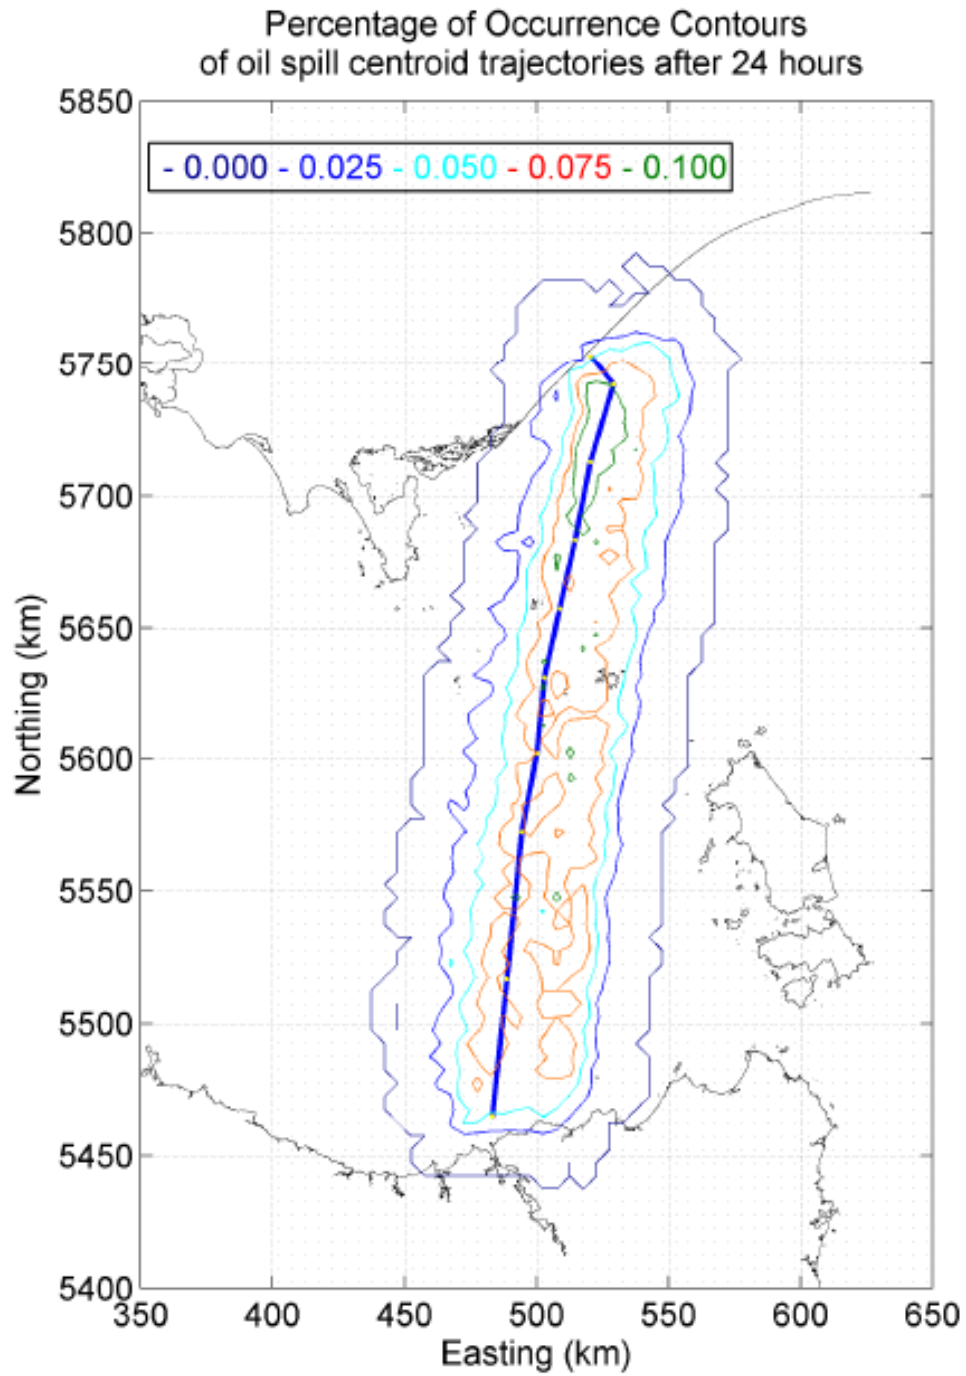 Percentage of Occurrence Contours
of oil spill centroid trajectories after 24 hours
5850
- 0.000 - 0.025 - 0.050 - 0.075 - 0.100
5800
5750
5700
5650
Northing (km)
5600
5550
5500
5450
5400
350 400 450 500 550 600 650
Easting (km)